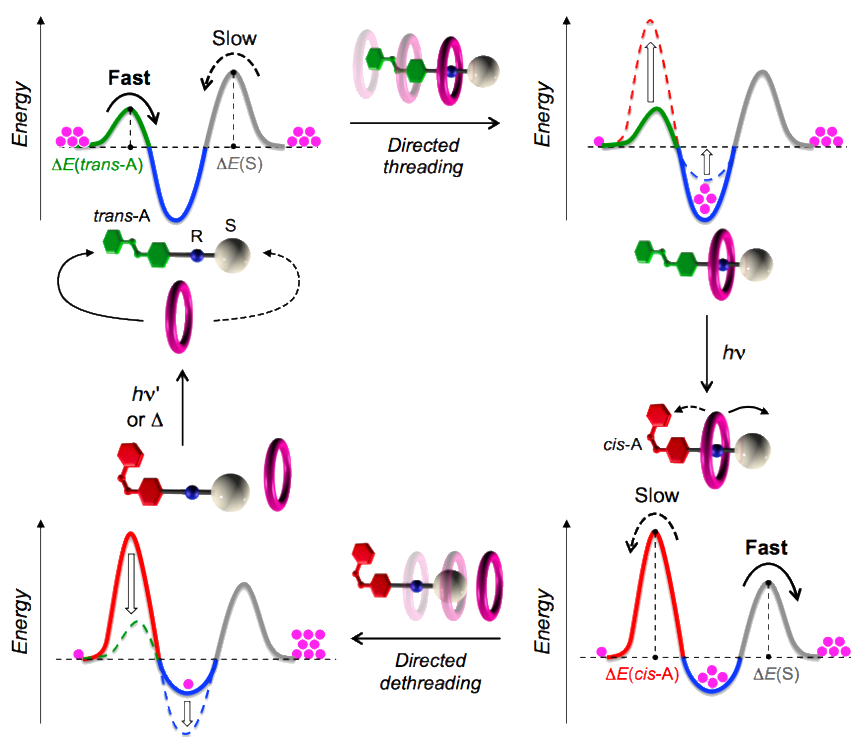 Slow
Fast
Energy
ΔE(trans-A)
ΔE(S)
Directed
threading
Energy
trans-A
R
S
hν
hν'
or Δ
cis-A
Slow
Fast
Energy
Directed
dethreading
Energy
ΔE(cis-A)
ΔE(S)